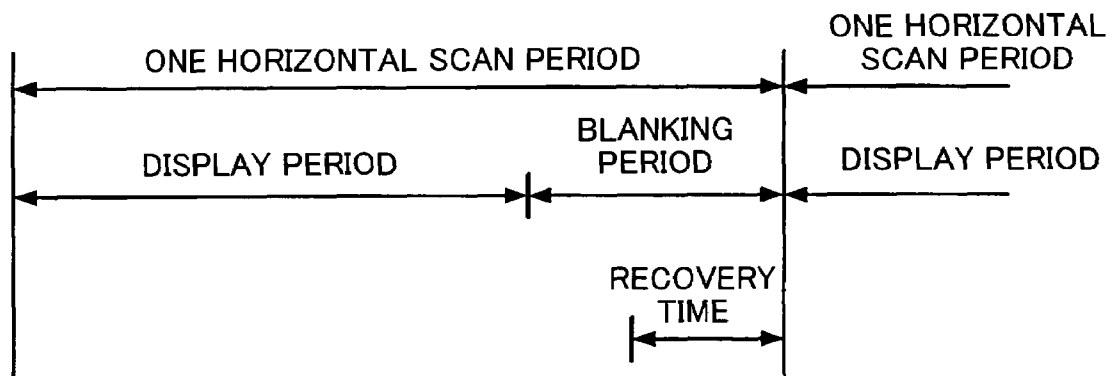 ONE HORIZONTAL SCAN PERIOD
ONE HORIZONTAL
SCAN PERIOD
DISPLAY PERIOD
BLANKING
PERIOD
DISPLAY PERIOD
RECOVERY
TIME